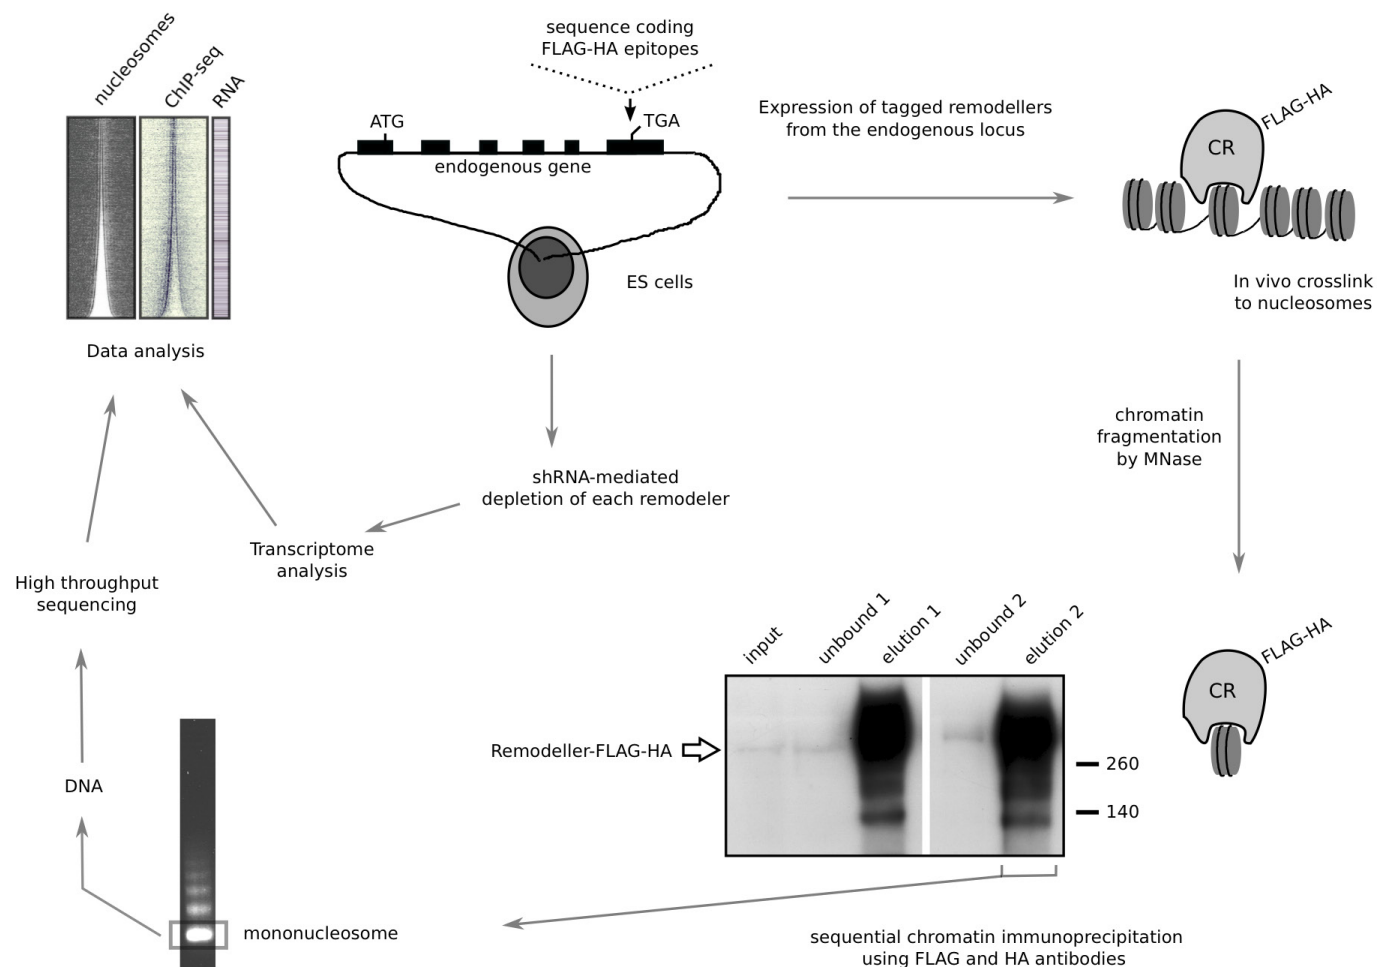 nucleosomes
ChIP-seq
RNA
Data analysis
sequence coding
FLAG-HA epitopes
ATG
TGA
endogenous gene
ES cells
Expression of tagged remodellers
from the endogenous locus
FLAG-HA
CR
In vivo crosslink
to nucleosomes
chromatin
fragmentation
by MNase
shRNA-mediated
depletion of each remodeler
Transcriptome
analysis
High throughput
sequencing
DNA
mononucleosome
input
unbound 1
elution 1
unbound 2
elution 2
Remodeller-FLAG-HA
260
140
FLAG-HA
CR
sequential chromatin immunoprecipitation
using FLAG and HA antibodies